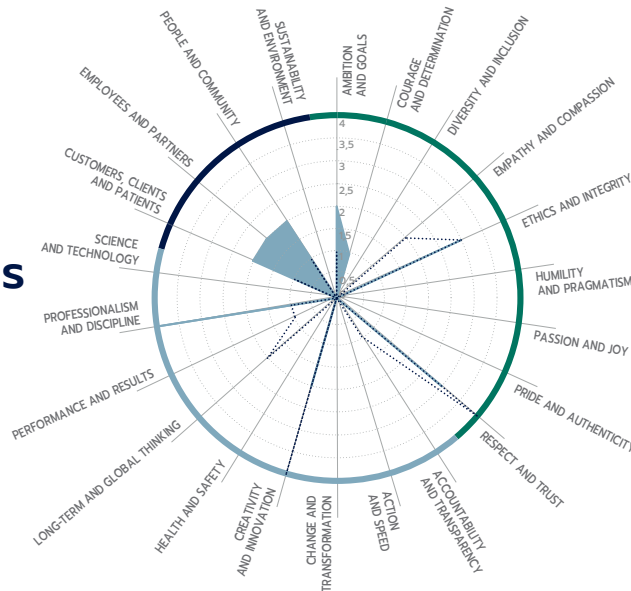 AMBITION
AND GOALS
COURAGE
AND DETERMINATION
DIVERSITY AND INCLUSION
EMPATHY AND COMPASSION
ETHICS AND INTEGRITY
HUMILITY
AND PRAGMATISM
PASSION AND JOY
PRIDE AND AUTHENTICITY
RESPECT AND TRUST
ACCOUNTABILITY
AND TRANSPARENCY
ACTION
AND SPEED
CHANGE AND
TRANSFORMATION
CREATIVITY
AND INNOVATION
HEALTH AND SAFETY
LONG-TERM AND GLOBAL THINKING
PERFORMANCE AND RESULTS
PROFESSIONALISM
AND DISCIPLINE
SCIENCE
AND TECHNOLOGY
CUSTOMERS, CLIENTS
AND PATIENTS
EMPLOYEES AND PARTNERS
PEOPLE AND COMMUNITY
SUSTAINABILITY
AND ENVIRONMENT
4
3,5
3
2,5
2
s